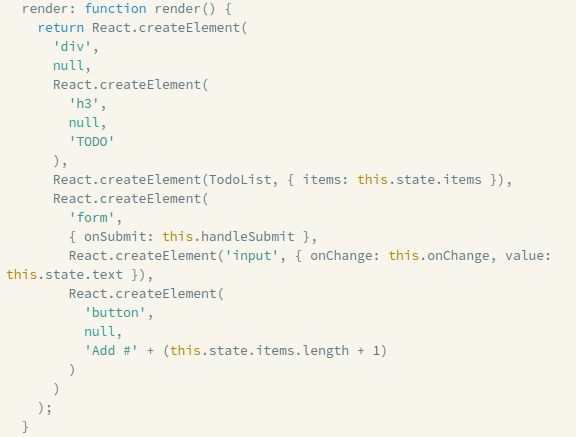 render: function render() {
return React.createElement(
'div',
null,
React.createElement(
'h3',
null,
'TODO'
),
React.createElement(TodoList, { items: this.state.items }),
React.createElement(
'form',
{ onSubmit: this.handleSubmit },
React.createElement('input', { onChange: this.onChange, value:
this.state.text }),
React.createElement(
'button',
null,
'Add #' + (this.state.items.length + 1)
)
)
);
}